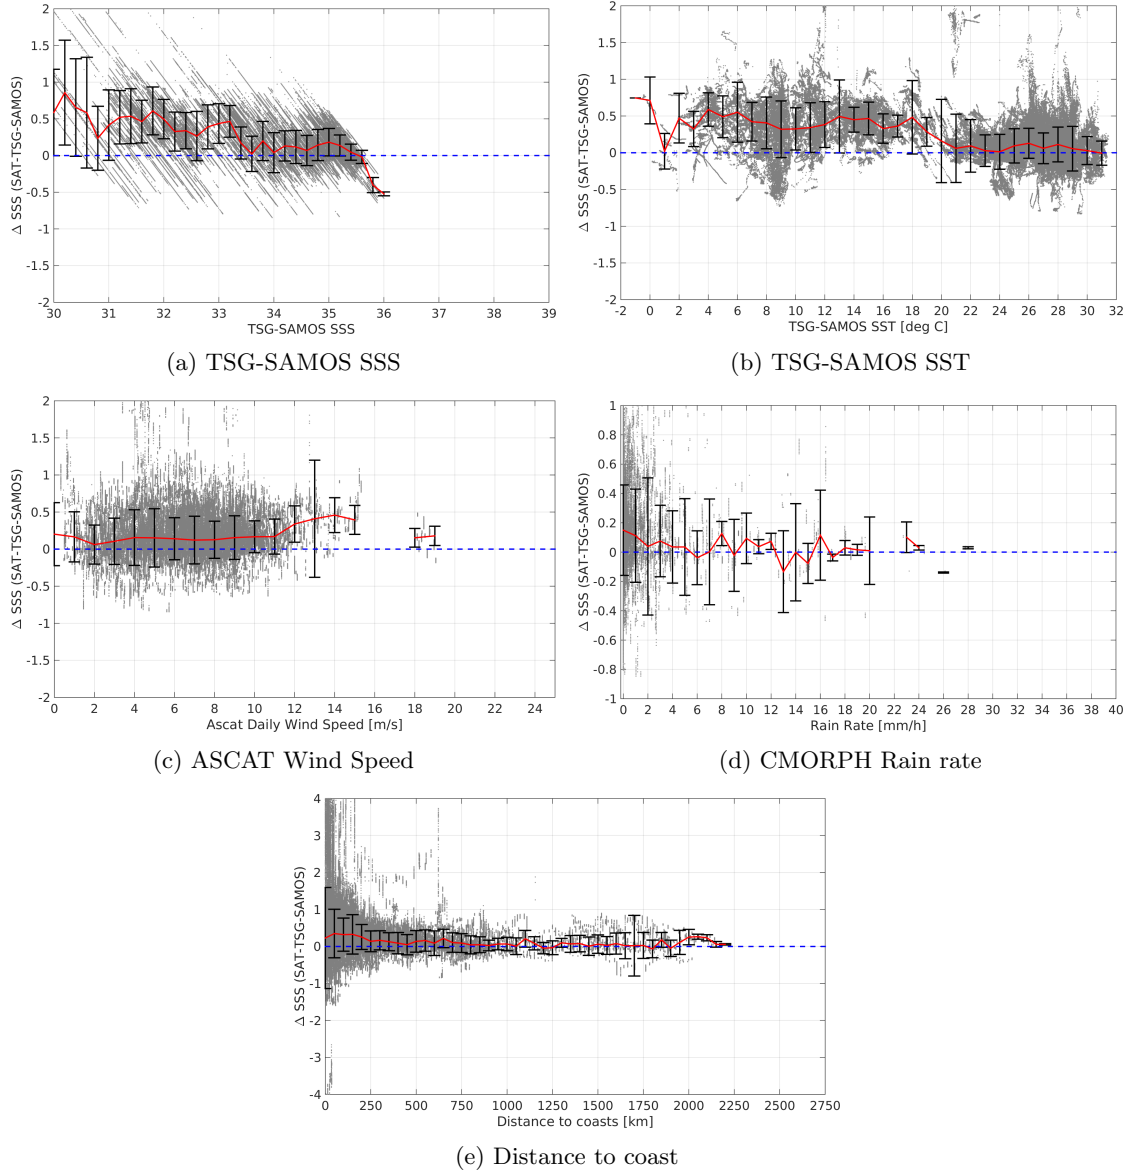 2
1.5
1
0.5
0
-0.5
-1
-1.5
-2
Δ SSS (SAT-TSG-SAMOS)
30 31 32 33 34 35 36 37 38 39
TSG-SAMOS SSS
(a) TSG-SAMOS SSS
2
1.5
1
0.5
0
-0.5
-1
-1.5
-2
Δ SSS (SAT-TSG-SAMOS)
-2 0 2 4 6 8 10 12 14 16 18 20 22 24 26 28 30 32
TSG-SAMOS SST [deg C]
(b) TSG-SAMOS SST
2
1.5
1
0.5
0
-0.5
-1
-1.5
-2
Δ SSS (SAT-TSG-SAMOS)
0 2 4 6 8 10 12 14 16 18 20 22 24
Ascat Daily Wind Speed [m/s]
(c) ASCAT Wind Speed
1
0.8
0.6
0.4
0.2
0
-0.2
-0.4
-0.6
-0.8
-1
Δ SSS (SAT-TSG-SAMOS)
0 2 4 6 8 10 12 14 16 18 20 22 24 26 28 30 32 34 36 38 40
Rain Rate [mm/h]
(d) CMORPH Rain rate
4
3
2
1
0
-1
-2
-3
-4
Δ SSS (SAT-TSG-SAMOS)
0 250 500 750 1000 1250 1500 1750 2000 2250 2500 2750
Distance to coasts [km]
(e) Distance to coast